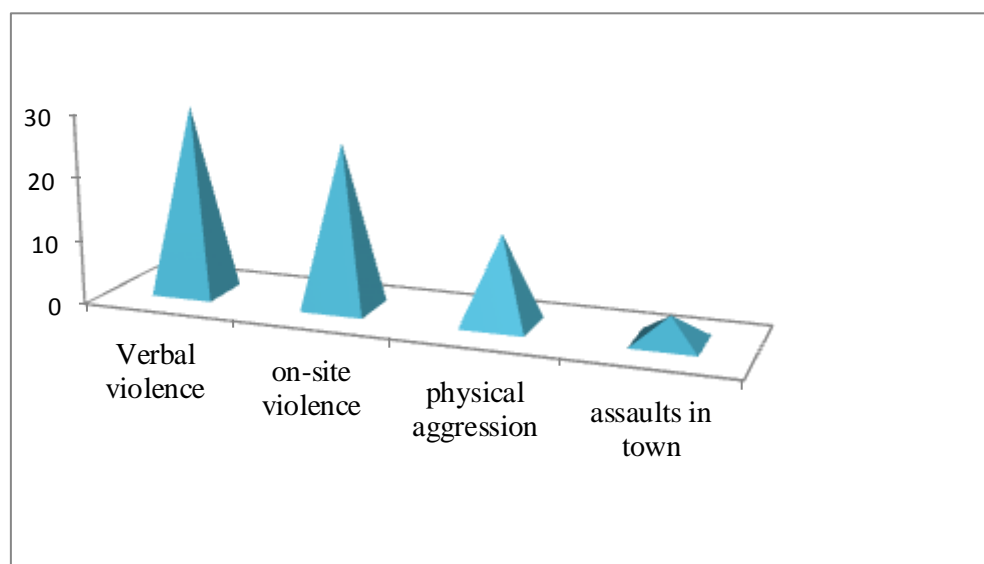 30
20
10
0
Verbal
violence
on-site
violence
physical
aggression
assaults in
town